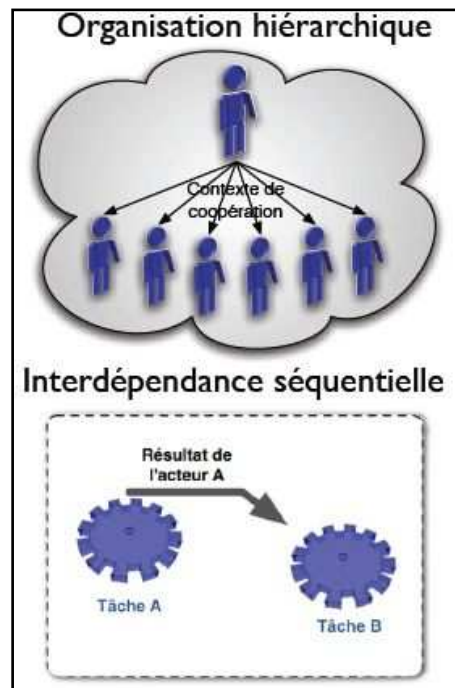 Organisation hiérarchique
Contexte de
coopération
Interdépendance séquentielle
Résultat de
l'acteur A
Tâche A
Tâche B